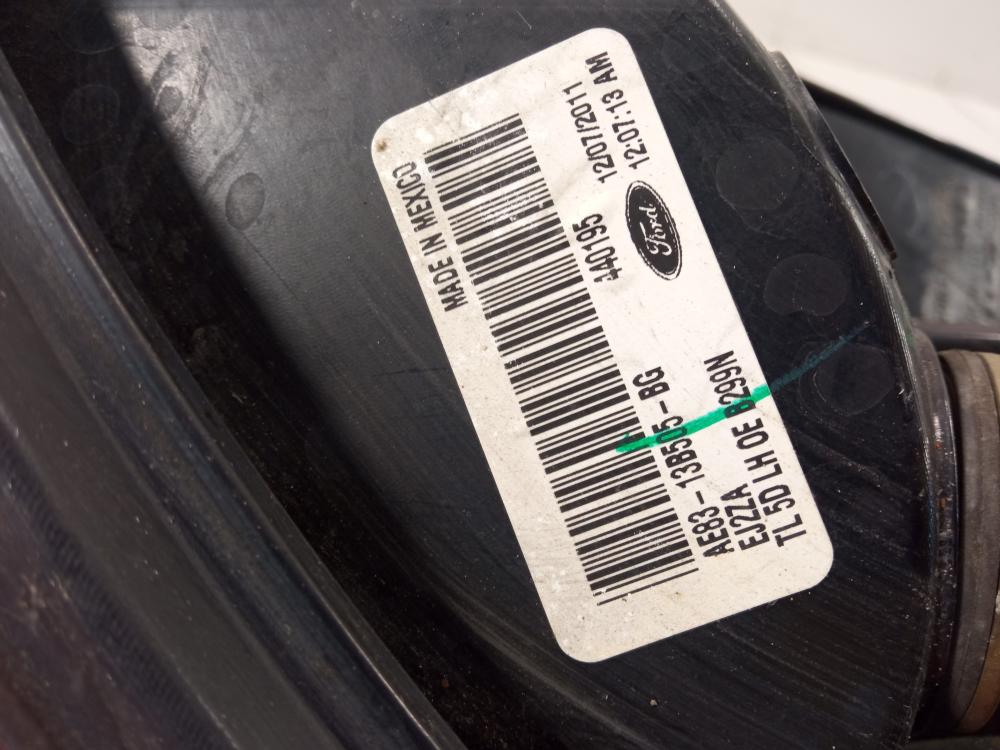 MADE IN MEXICO
440195
12/07/2011
12:07:13 AM
Ford
AE83-13B505-BG
EJ2ZZA
TL 5D LH OE B299N